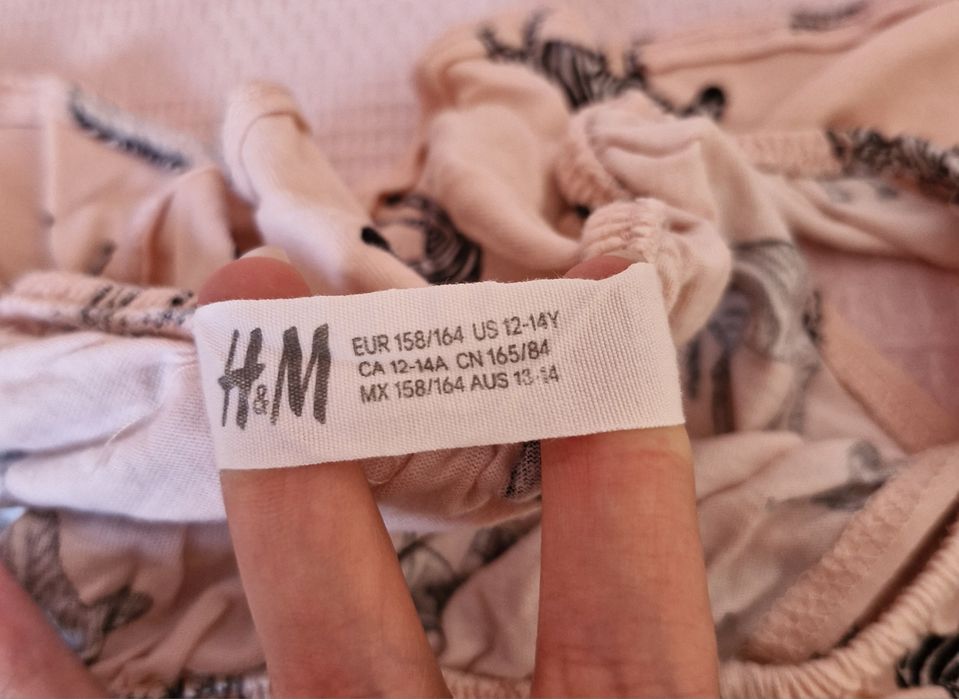 H&M
EUR 158/164 US 12-14Y
CA 12-14A CN 165/84
MX 158/164 AUS 13-14